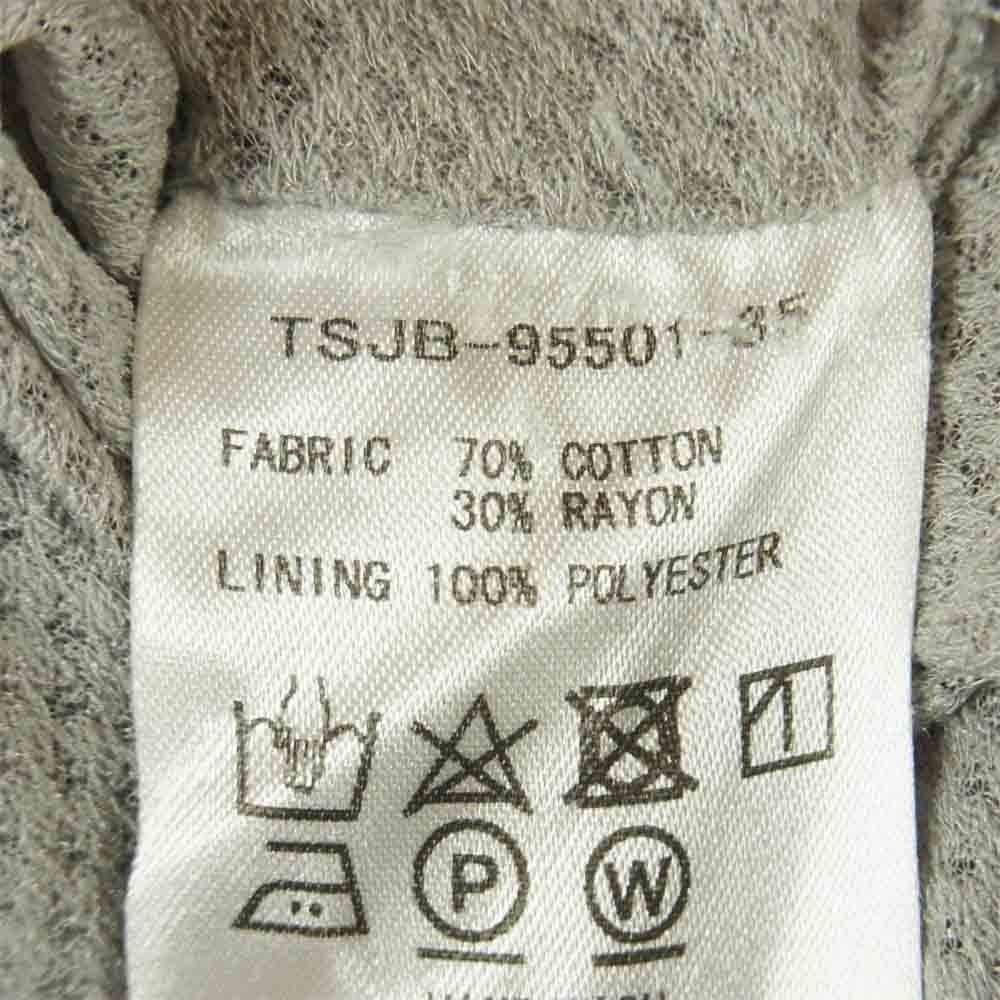 TSJB-95501-35
FABRIC 70% COTTON
30% RAYON
LINING 100% POLYESTER
P W